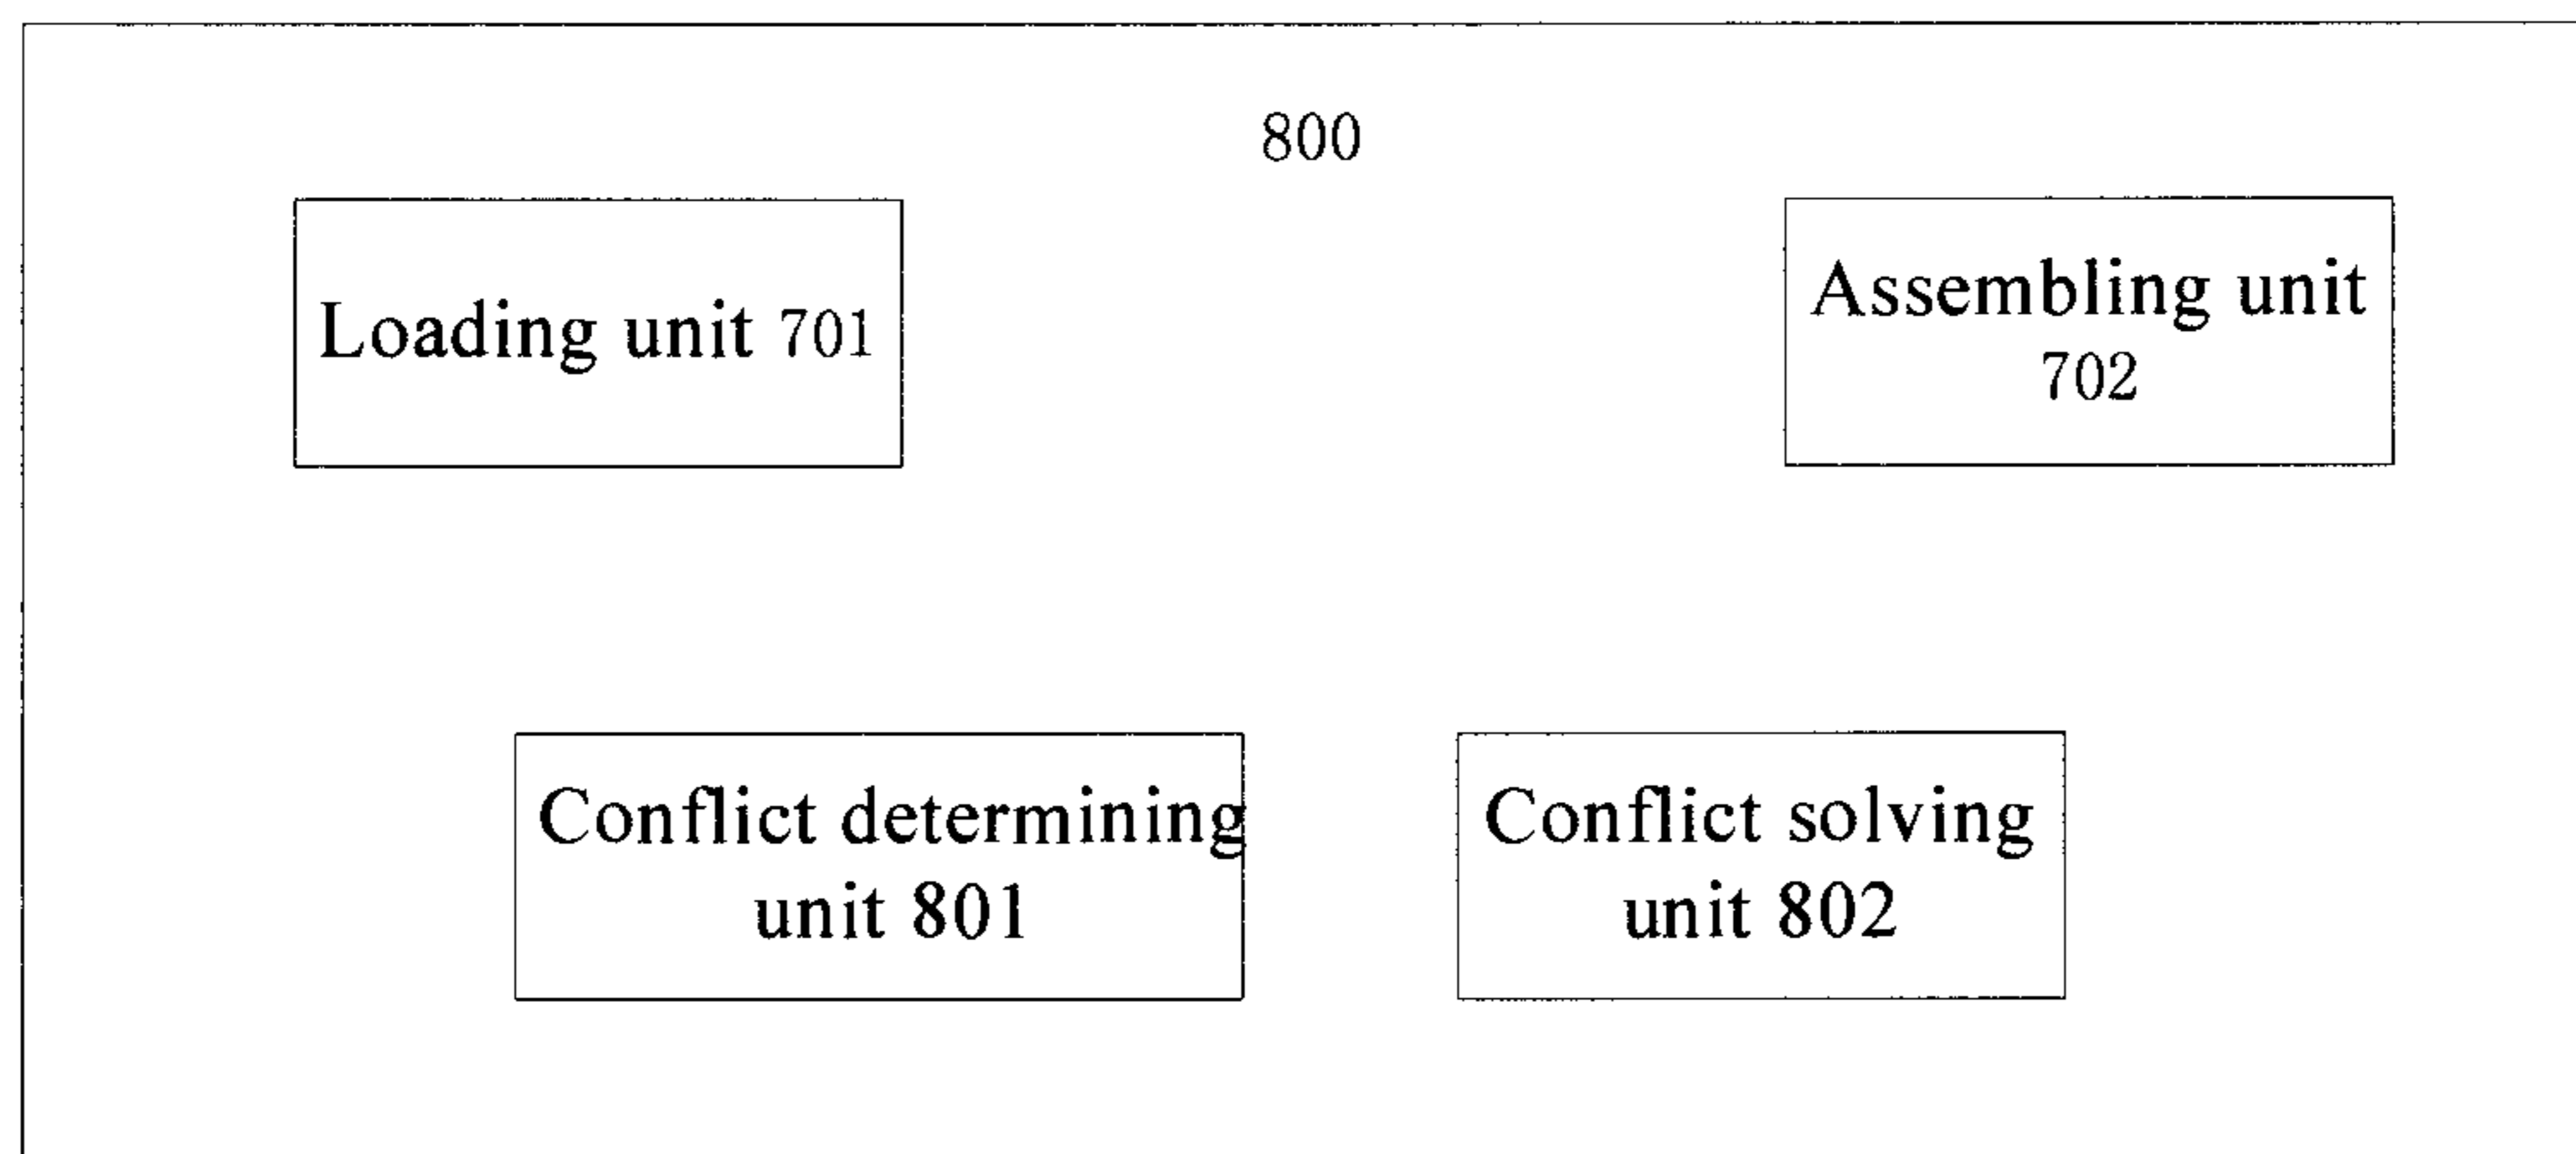 800
Loading unit 701
Assembling unit
702
Conflict determining
unit 801
Conflict solving
unit 802